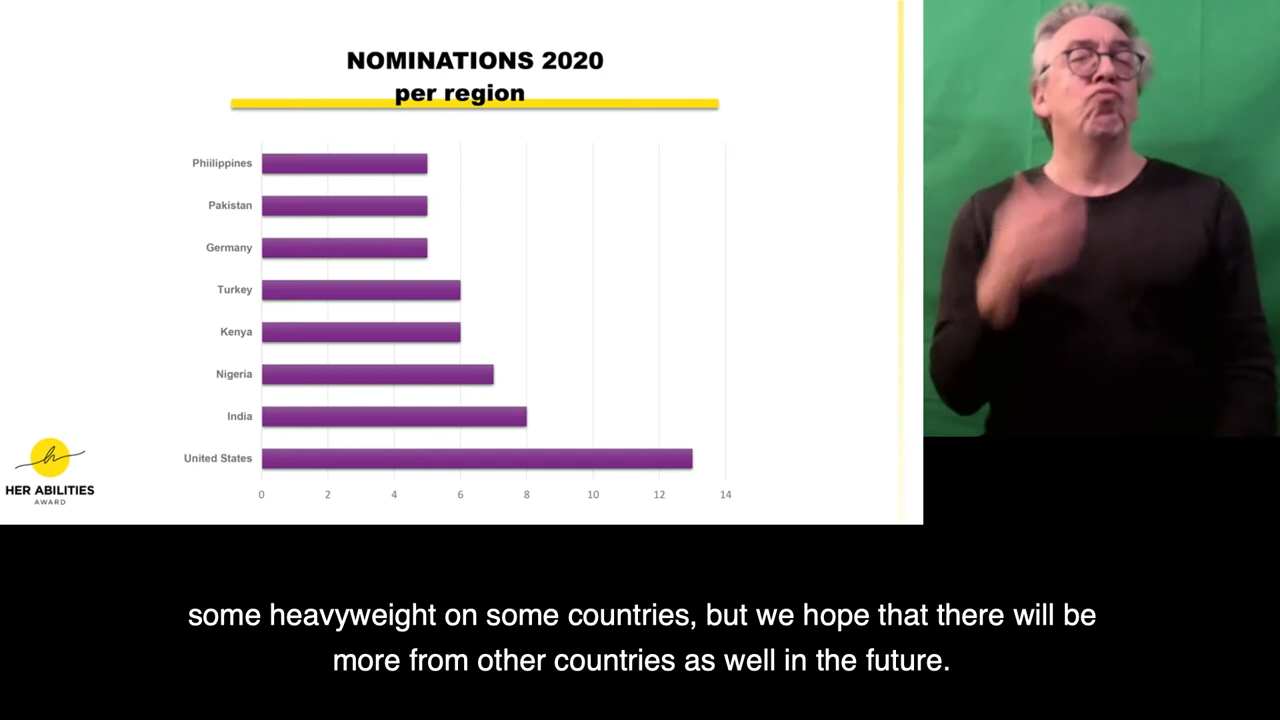 NOMINATIONS 2020
per region
Phiilippines
Pakistan
Germany
Turkey
Kenya
Nigeria
India
United States
0 2 4 6 8 10 12 14
HER ABILITIES
AWARD
some heavyweight on some countries, but we hope that there will be
more from other countries as well in the future.